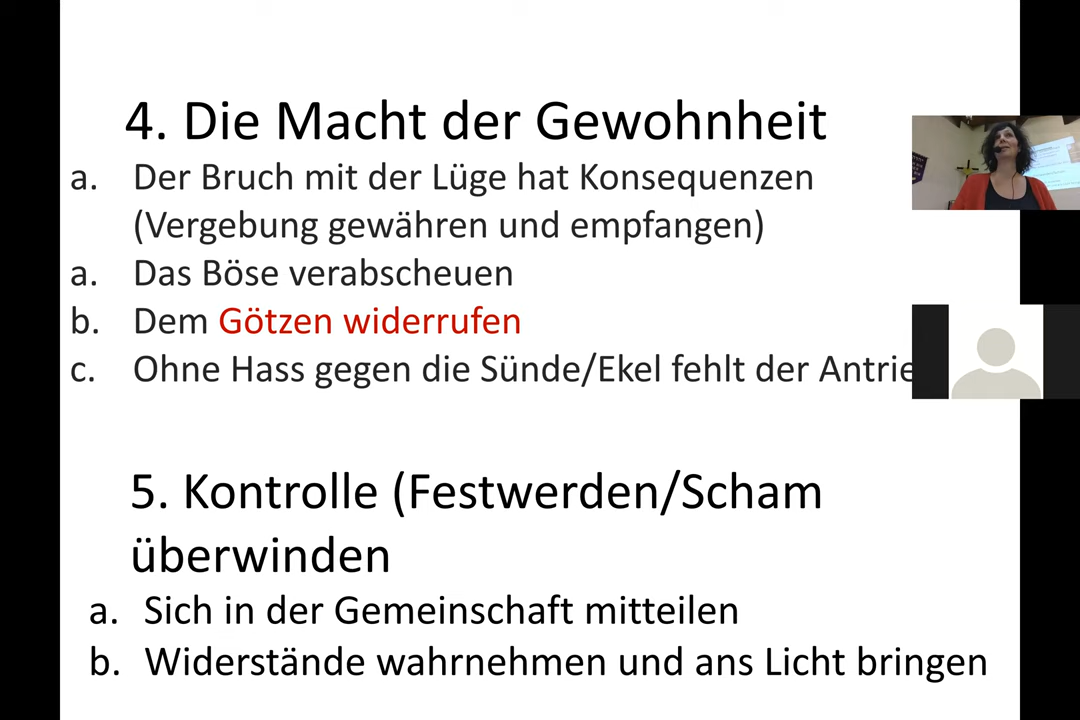 4. Die Macht der Gewohnheit
a. Der Bruch mit der Lüge hat Konsequenzen
(Vergebung gewähren und empfangen)
a. Das Böse verabscheuen
b. Dem Götzen widerrufen
c. Ohne Hass gegen die Sünde/Ekel fehlt der
5. Kontrolle (Festwerden/Scham
überwinden
a. Sich in der Gemeinschaft mitteilen
b. Widerstände wahrnehmen und ans Licht bringen